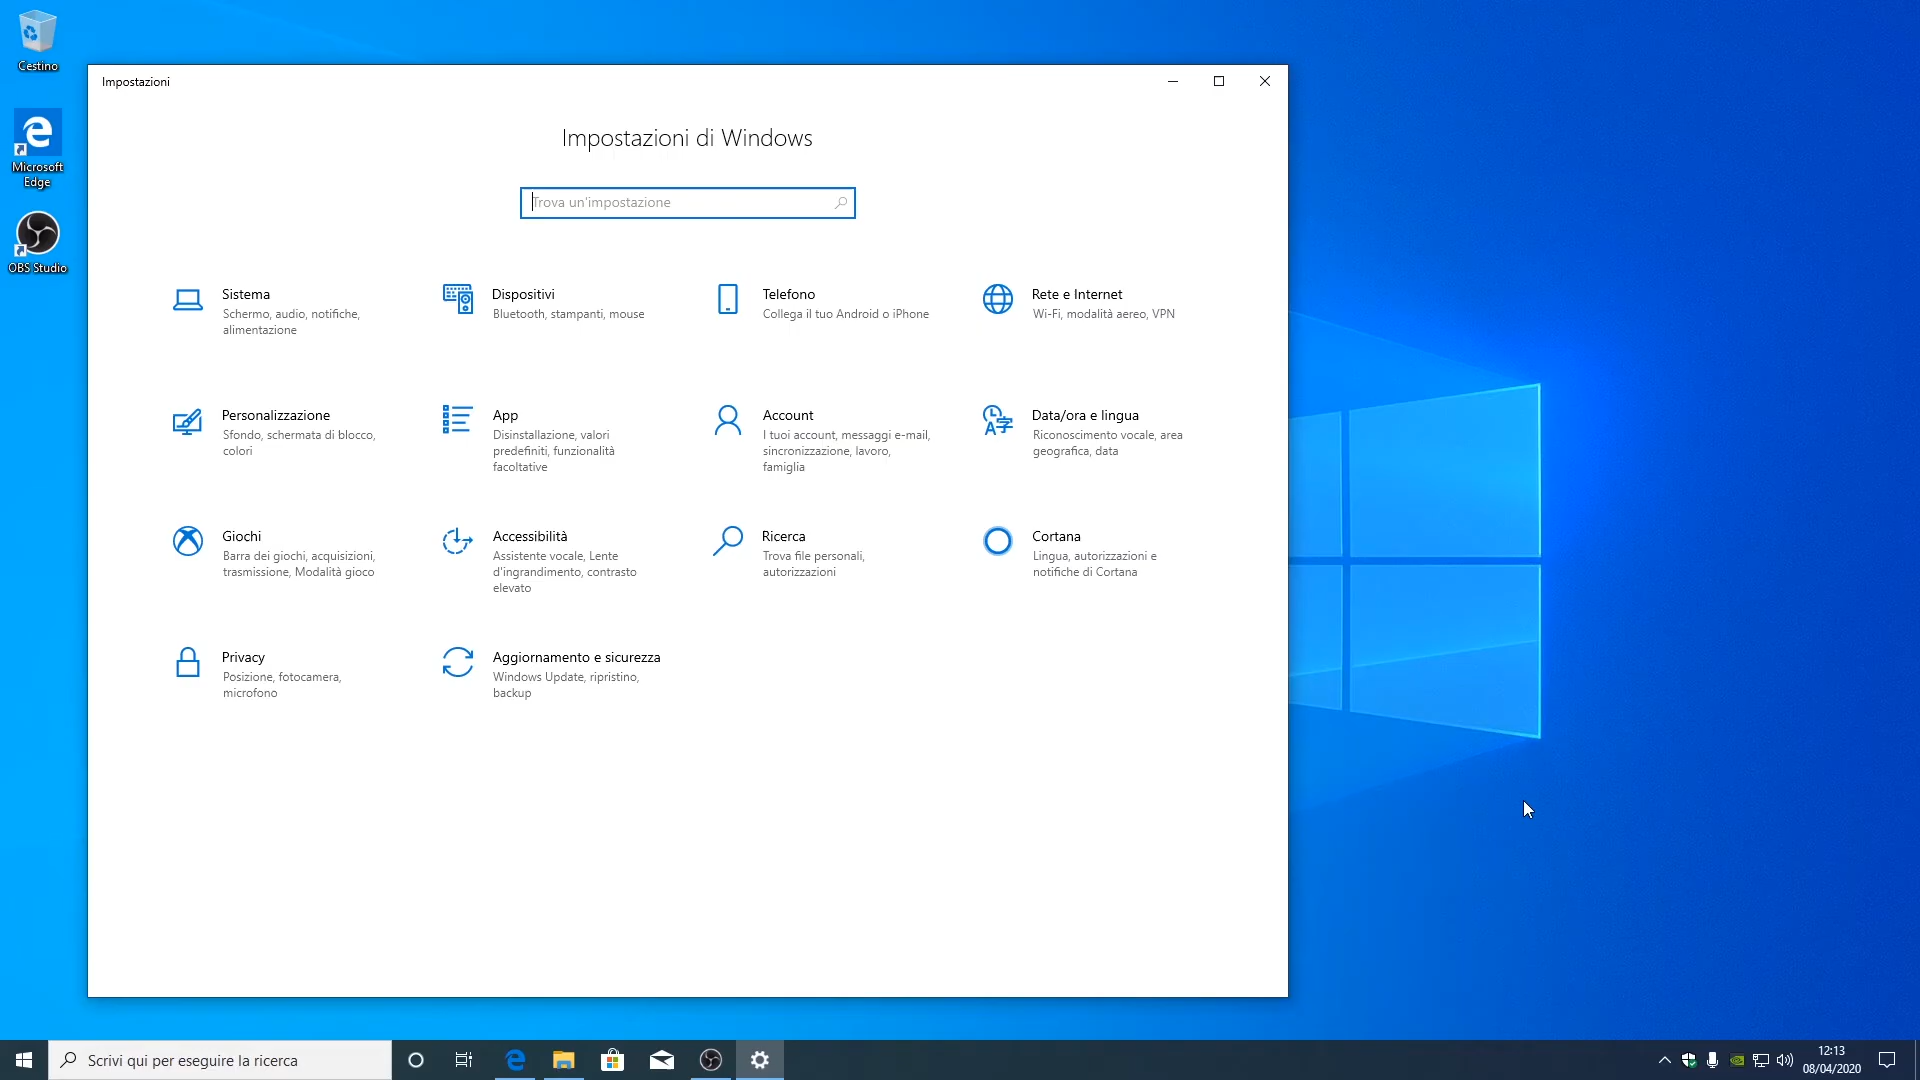 Cestino
Microsoft
Edge
OBS Studio
Impostazioni
Impostazioni di Windows
Trova un'impostazione
Sistema
Schermo, audio, notifiche,
alimentazione
Dispositivi
Bluetooth, stampanti, mouse
Telefono
Collega il tuo Android o iPhone
Rete e Internet
Wi-Fi, modalità aereo, VPN
Personalizzazione
Sfondo, schermata di blocco,
colori
App
Disinstallazione, valori
predefiniti, funzionalità
facoltative
Account
I tuoi account, messaggi e-mail,
sincronizzazione, lavoro,
famiglia
Data/ora e lingua
Riconoscimento vocale, area
geografica, data
Giochi
Barra dei giochi, acquisizioni,
trasmissione, Modalità gioco
Accessibilità
Assistente vocale, Lente
d'ingrandimento, contrasto
elevato
Ricerca
Trova file personali,
autorizzazioni
Cortana
Lingua, autorizzazioni e
notifiche di Cortana
Privacy
Posizione, fotocamera,
microfono
Aggiornamento e sicurezza
Windows Update, ripristino,
backup
Scrivi qui per eseguire la ricerca
12:13
08/04/2020